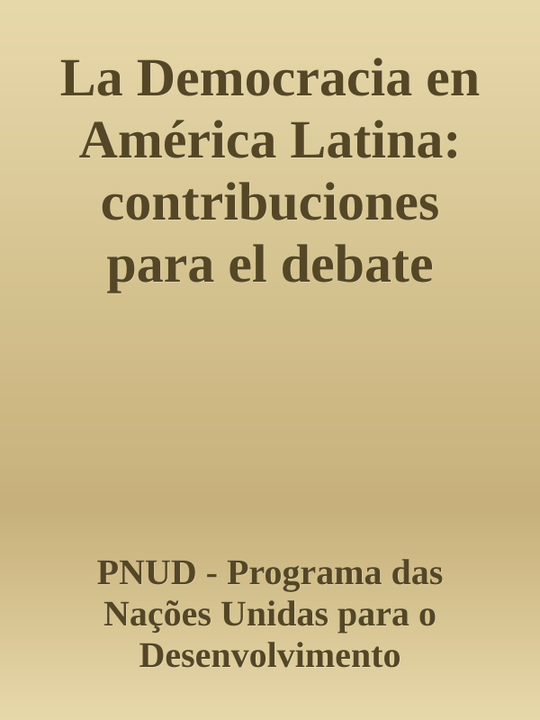 La Democracia en
América Latina:
contribuciones
para el debate
PNUD - Programa das
Nações Unidas para o
Desenvolvimento